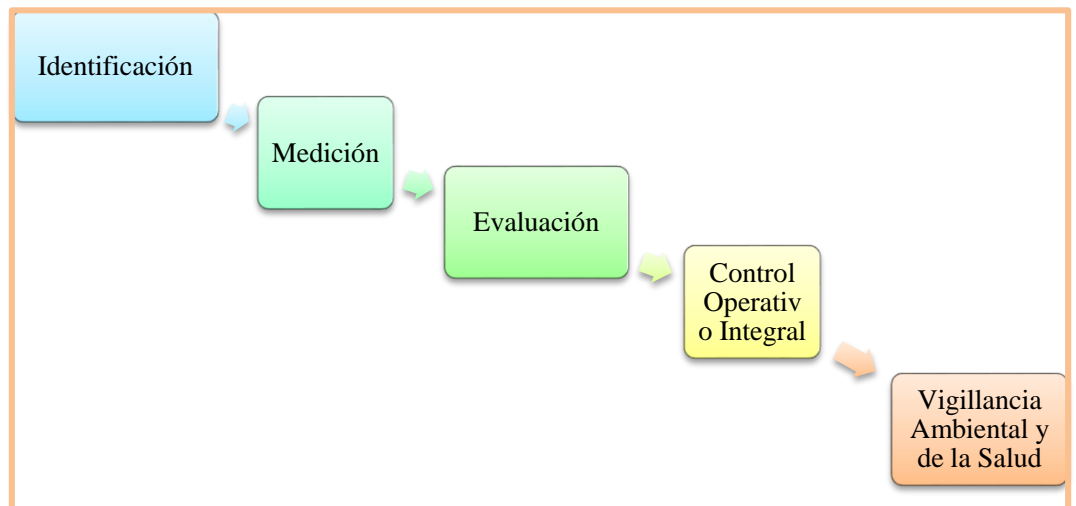 Identificación
Medición
Evaluación
Control
Operativ
o Integral
Vigillancia
Ambiental y
de la Salud